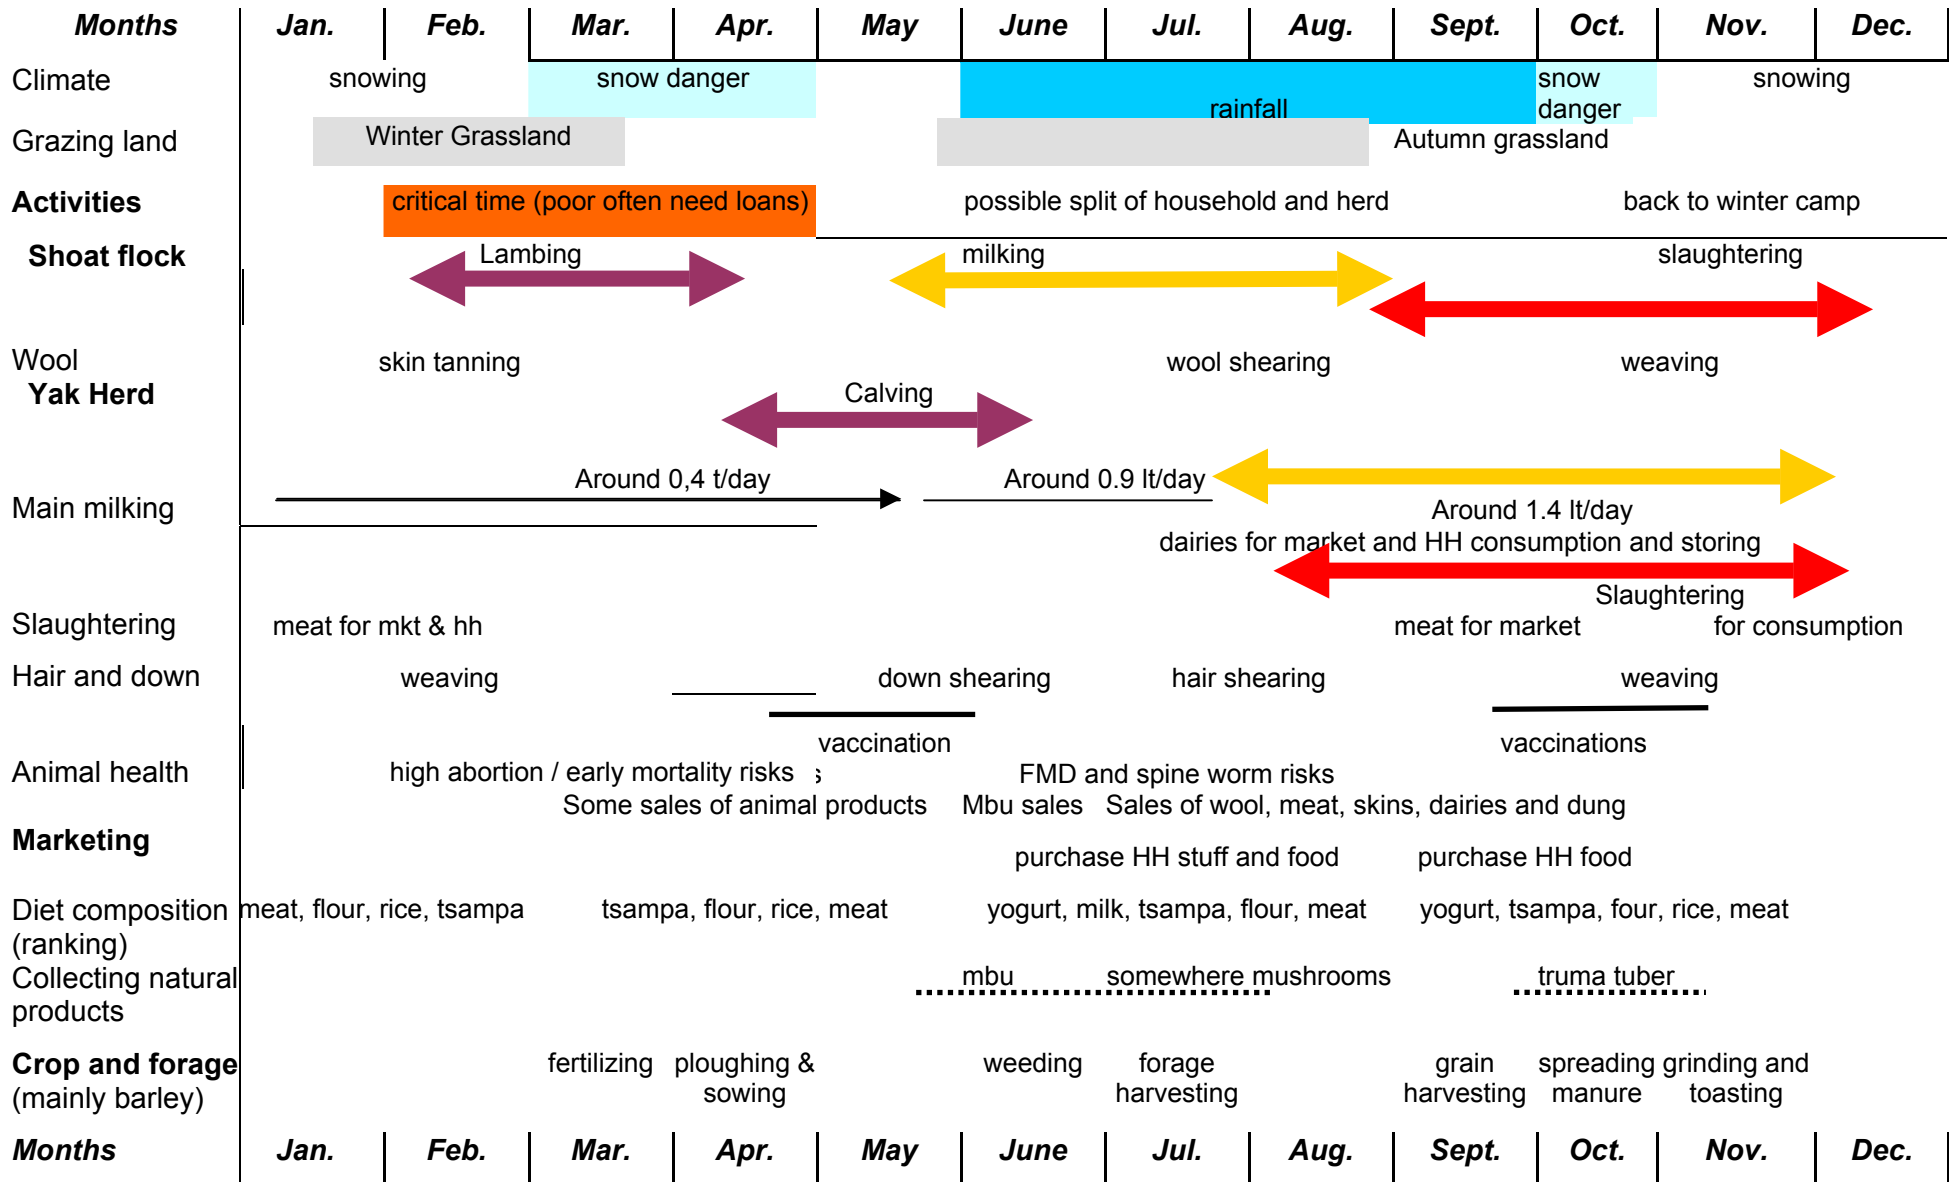 Months Jan. Feb. Mar. Apr. May June Jul. Aug. Sept. Oct. Nov. Dec.
Climate snowing snow danger rainfall snow danger snowing
Grazing land Winter Grassland Autumn grassland
Activities critical time (poor often need loans) possible split of household and herd back to winter camp
Shoat flock Lambing milking slaughtering
Wool skin tanning wool shearing weaving
Yak Herd Calving
Around 0,4 t/day Around 0.9 lt/day
Main milking Around 1.4 lt/day
dairies for market and HH consumption and storing
Slaughtering
Slaughtering meat for mkt & hh meat for market for consumption
Hair and down weaving down shearing hair shearing weaving
vaccination vaccinations
Animal health high abortion / early mortality risks s FMD and spine worm risks
Some sales of animal products Mbu sales Sales of wool, meat, skins, dairies and dung
Marketing
purchase HH stuff and food purchase HH food
Diet composition meat, flour, rice, tsampa tsampa, flour, rice, meat yogurt, milk, tsampa, flour, meat yogurt, tsampa, four, rice, meat
(ranking)
Collecting natural mbu somewhere mushrooms truma tuber
products
Crop and forage fertilizing ploughing & weeding forage grain spreading grinding and
(mainly barley) sowing harvesting harvesting manure toasting
Months Jan. Feb. Mar. Apr. May June Jul. Aug. Sept. Oct. Nov. Dec.